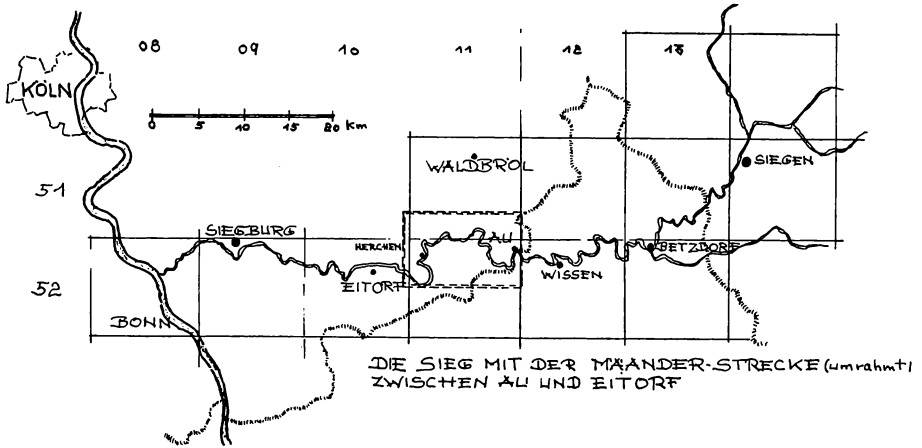 08 09 10 11 12 13
KÖLN
0 5 10 15 20 Km
SIEGEN
WALDBRÖL
51
SIEGBURG
AU
HERCHEN
BETZDORF
WISSEN
EITORF
52
BONN
DIE SIEG MIT DER MÄANDER-STRECKE (umrahmt)
ZWISCHEN AU UND EITORF